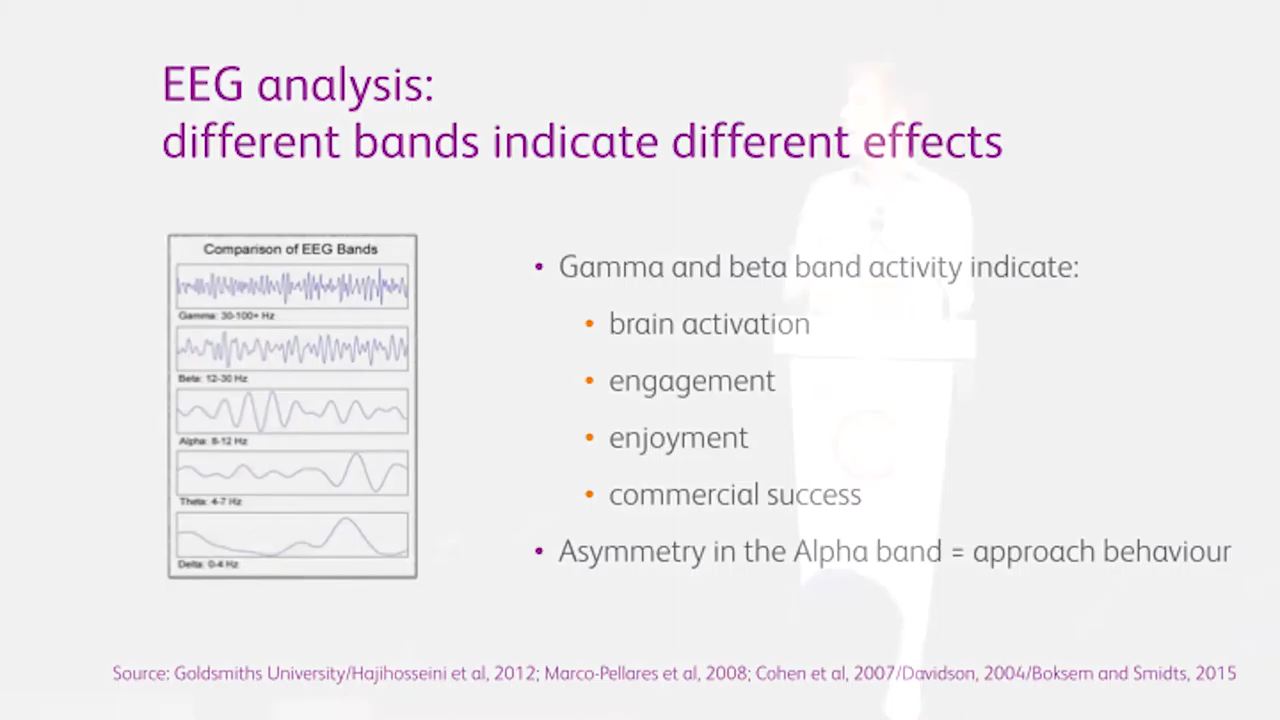 EEG analysis:
different bands indicate different effects
Comparison of EEG Bands
Gamma: 30-100+ Hz
Beta: 12-30 Hz
Alpha: 8-12 Hz
Theta: 4-7 Hz
Delta: 0-4 Hz
• Gamma and beta band activity indicate:
• brain activation
• engagement
• enjoyment
• commercial success
• Asymmetry in the Alpha band = approach behaviour
Source: Goldsmiths University/Hajihosseini et al, 2012; Marco-Pellares et al, 2008; Cohen et al, 2007/Davidson, 2004/Boksem and Smidts, 2015